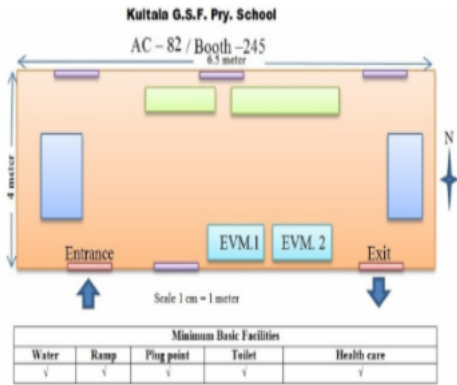 Kultala G.S.F. Pry. School
AC – 82 / Booth –245
6.5 meter
4 meter
N
EVM.1 EVM. 2
Entrance Exit
Scale 1 cm = 1 meter
Minimum Basic Facilities
Water Ramp Plug point Toilet Health care
√ √ √ √ √